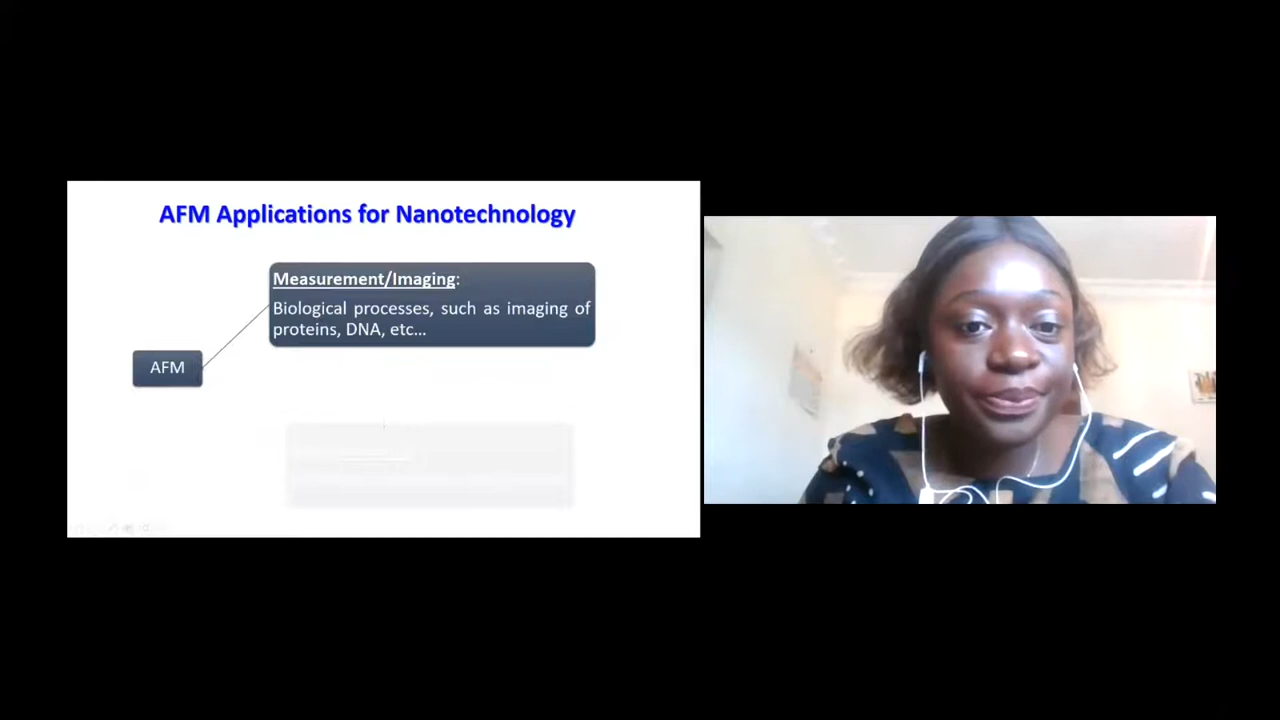 AFM Applications for Nanotechnology
Measurement/Imaging:
Biological processes, such as imaging of
proteins, DNA, etc...
AFM